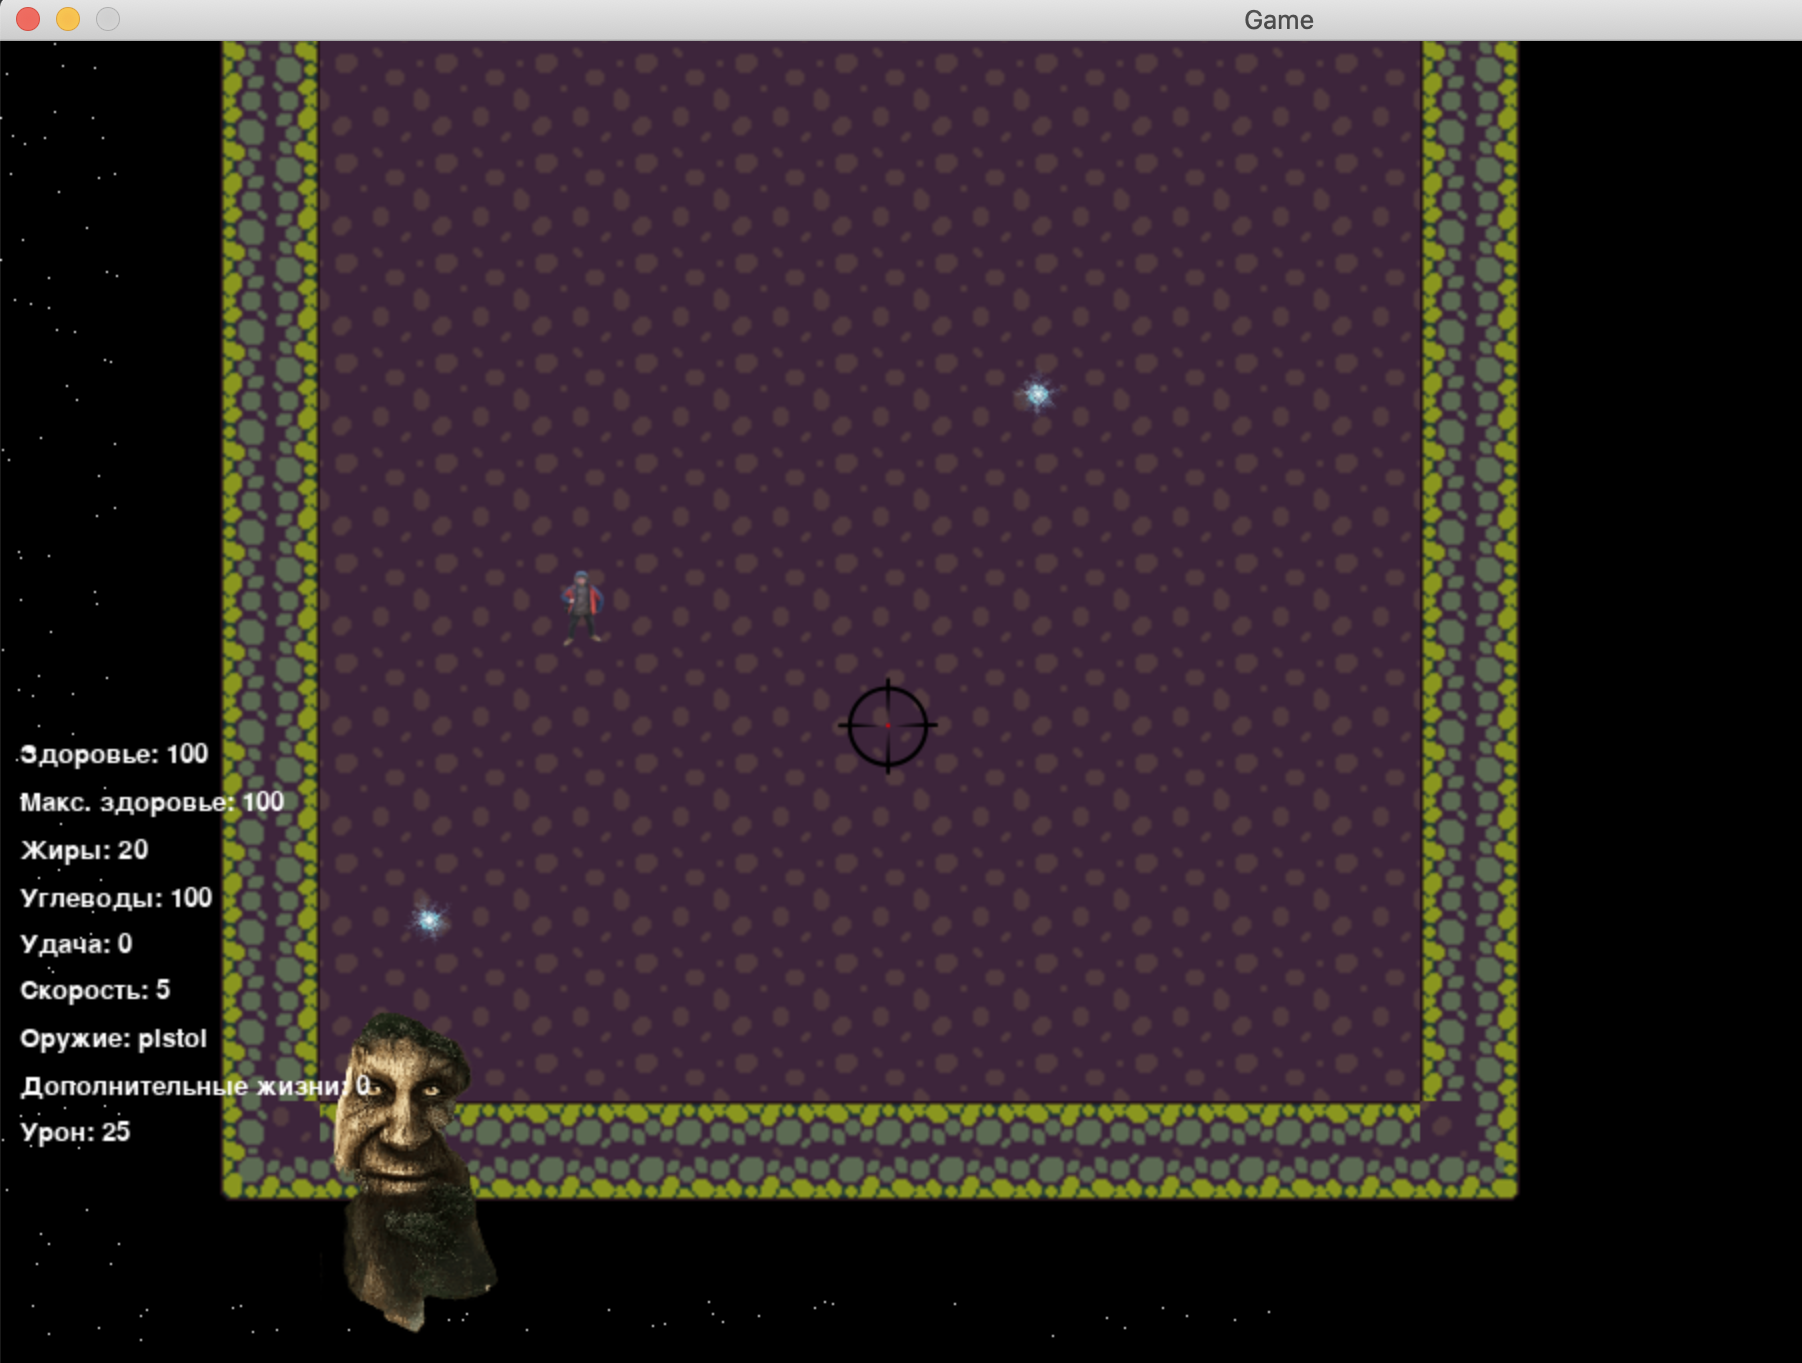 Game
Здоровье: 100
Макс. здоровье: 100
Жиры: 20
Углеводы: 100
Удача: 0
Скорость: 5
Оружие: pistol
Дополнительные жизни: 0
Урон: 25